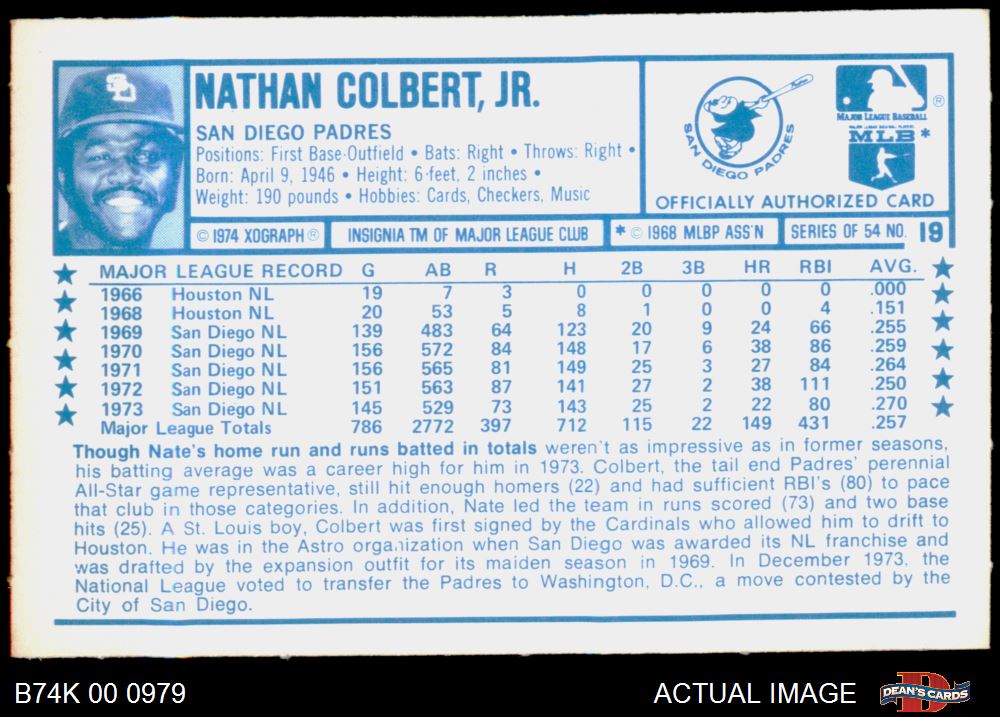 NATHAN COLBERT, JR.
SAN DIEGO PADRES
Positions: First Base-Outfield • Bats: Right • Throws: Right •
Born: April 9, 1946 • Height: 6-feet, 2 inches •
Weight: 190 pounds • Hobbies: Cards, Checkers, Music
SD
SAN DIEGO PADRES
®
MAJOR LEAGUE BASEBALL
MAJOR LEAGUE BASEBALL PLAYERS
MLB*
OFFICIALLY AUTHORIZED CARD
© 1974 XOGRAPH ® INSIGNIA TM OF MAJOR LEAGUE CLUB * © 1968 MLBP ASS'N SERIES OF 54 NO. 19
MAJOR LEAGUE RECORD G AB R H 2B 3B HR RBI AVG.
1966 Houston NL 19 7 3 0 0 0 0 0 .000
1968 Houston NL 20 53 5 8 1 0 0 4 .151
1969 San Diego NL 139 483 64 123 20 9 24 66 .255
1970 San Diego NL 156 572 84 148 17 6 38 86 .259
1971 San Diego NL 156 565 81 149 25 3 27 84 .264
1972 San Diego NL 151 563 87 141 27 2 38 111 .250
1973 San Diego NL 145 529 73 143 25 2 22 80 .270
Major League Totals 786 2772 397 712 115 22 149 431 .257
Though Nate's home run and runs batted in totals weren't as impressive as in former seasons,
his batting average was a career high for him in 1973. Colbert, the tail end Padres' perennial
All-Star game representative, still hit enough homers (22) and had sufficient RBI's (80) to pace
that club in those categories. In addition, Nate led the team in runs scored (73) and two base
hits (25). A St. Louis boy, Colbert was first signed by the Cardinals who allowed him to drift to
Houston. He was in the Astro organization when San Diego was awarded its NL franchise and
was drafted by the expansion outfit for its maiden season in 1969. In December 1973, the
National League voted to transfer the Padres to Washington, D.C., a move contested by the
City of San Diego.
B74K 00 0979
ACTUAL IMAGE
DEAN'S CARDS